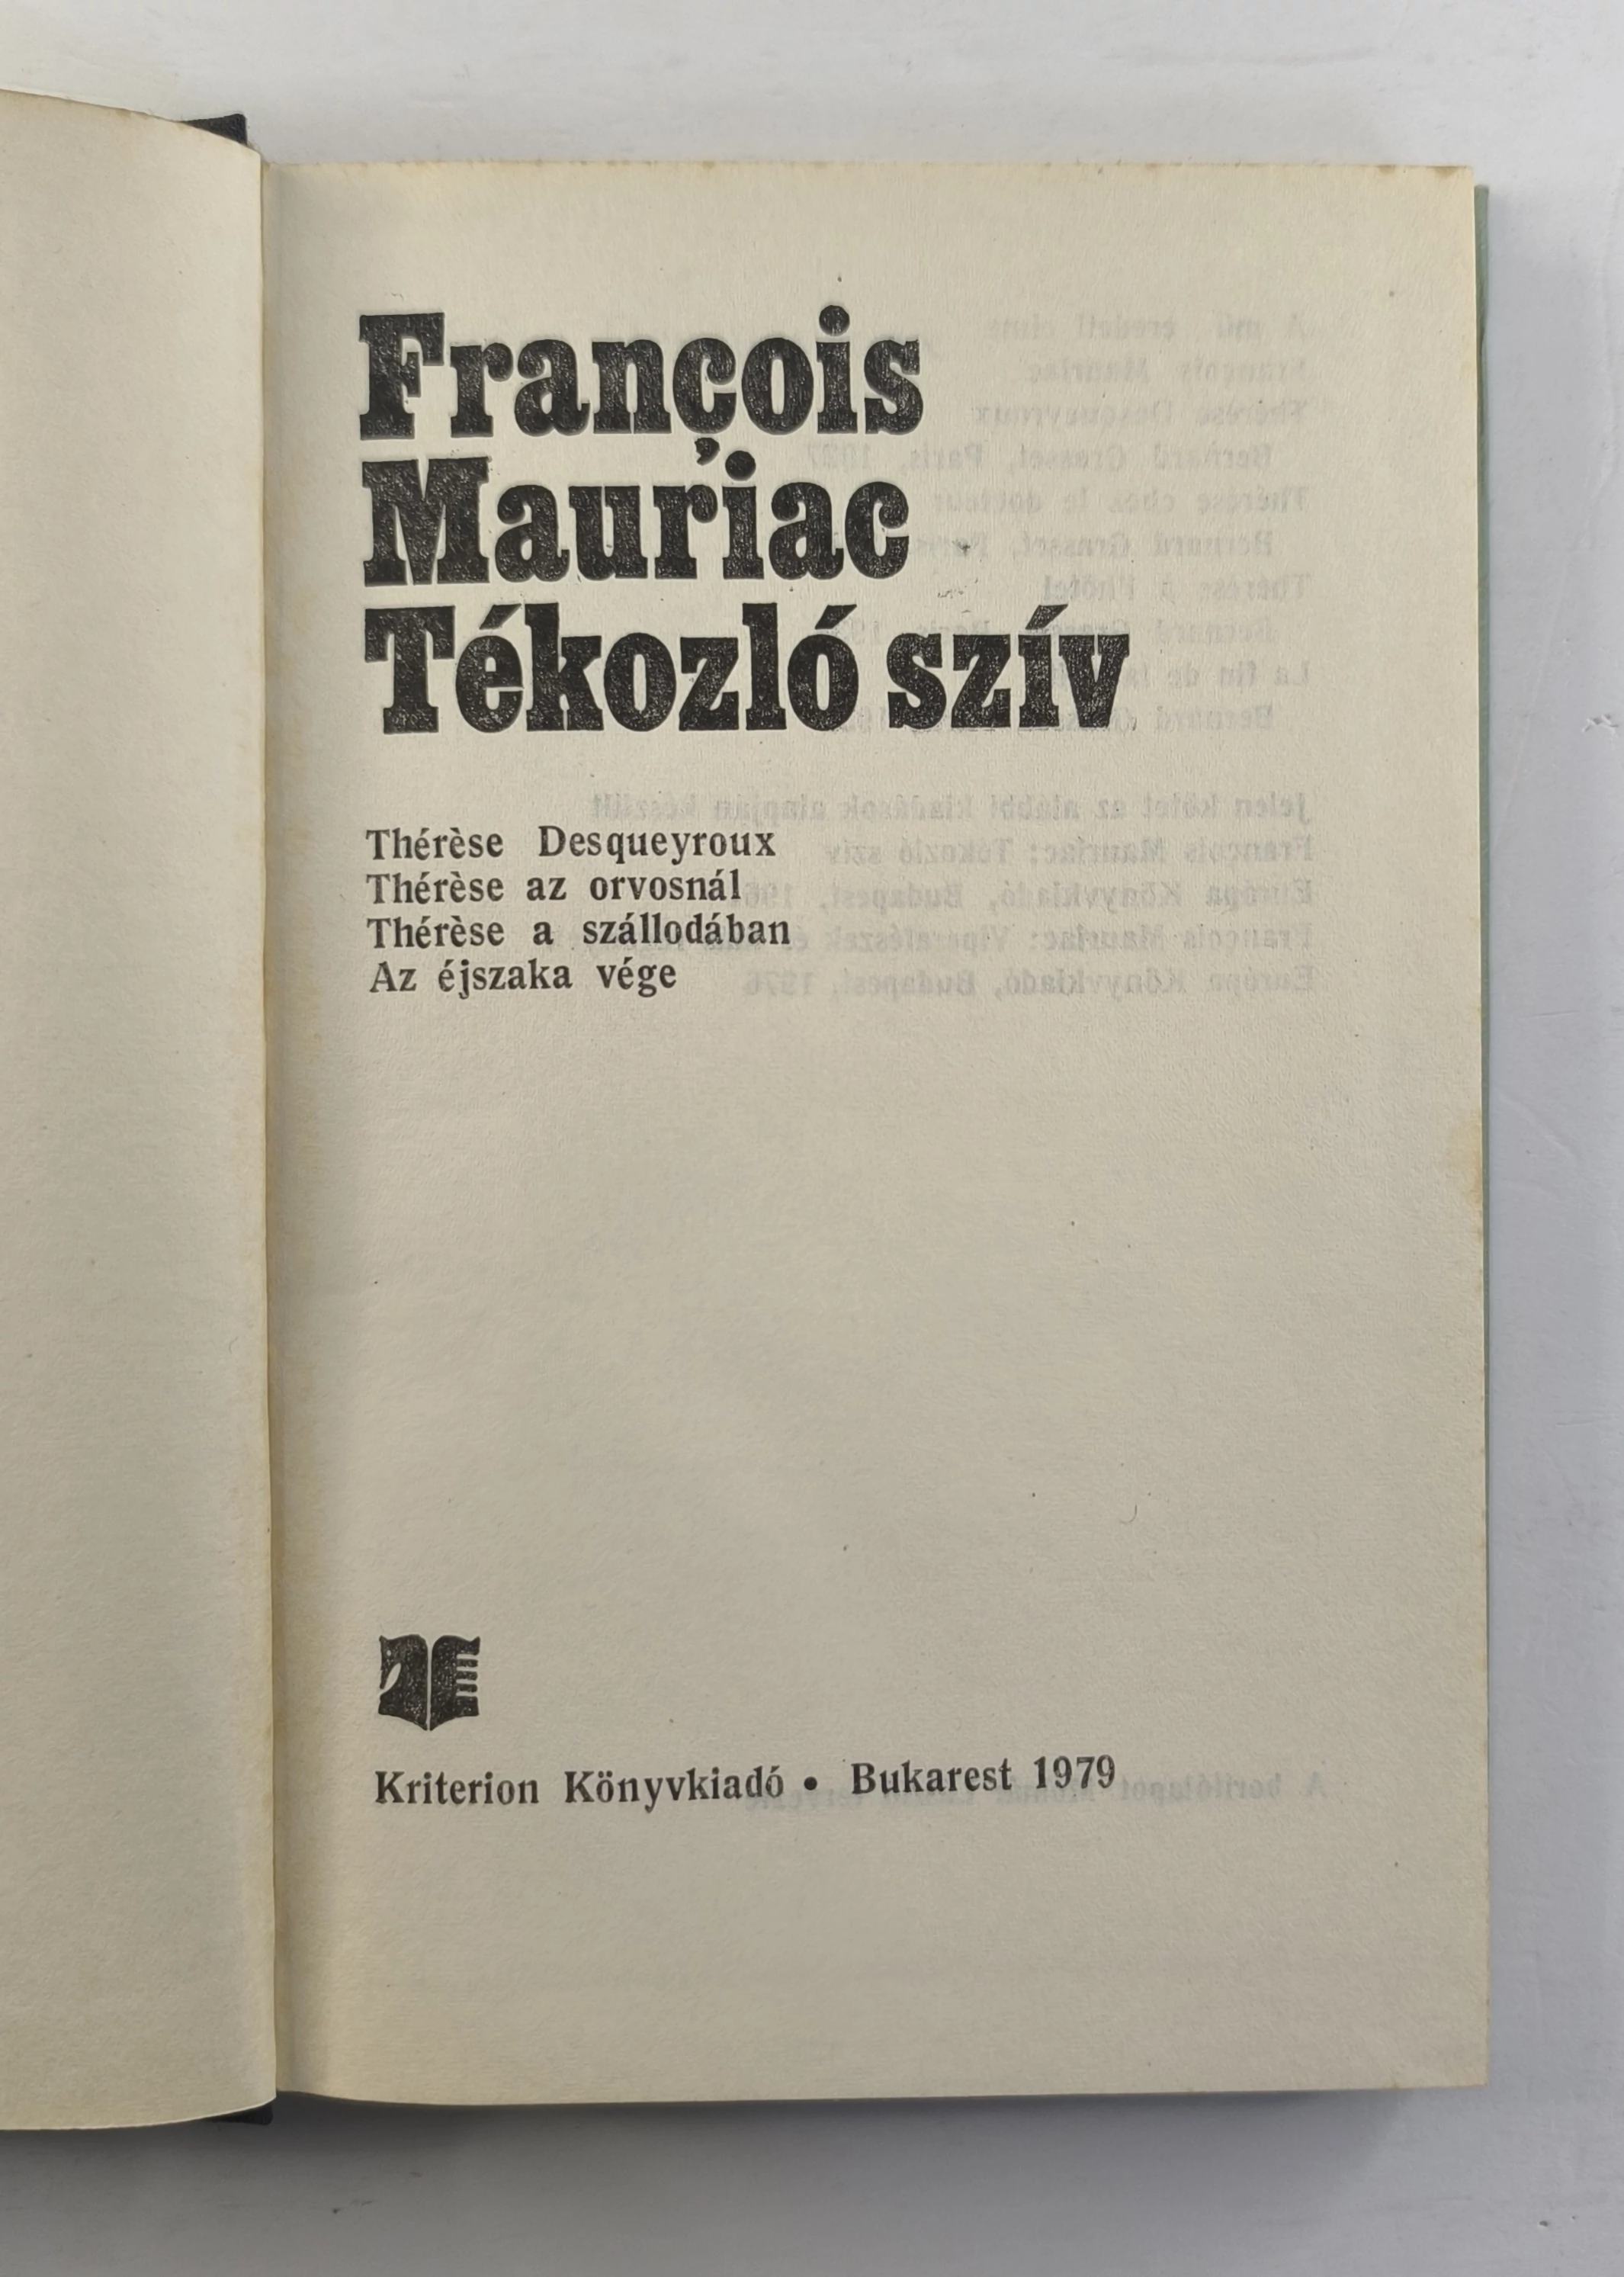 François
Mauriac
Tékozló szív
Thérèse Desqueyroux
Thérèse az orvosnál
Thérèse a szállodában
Az éjszaka vége
Kriterion Könyvkiadó • Bukarest 1979